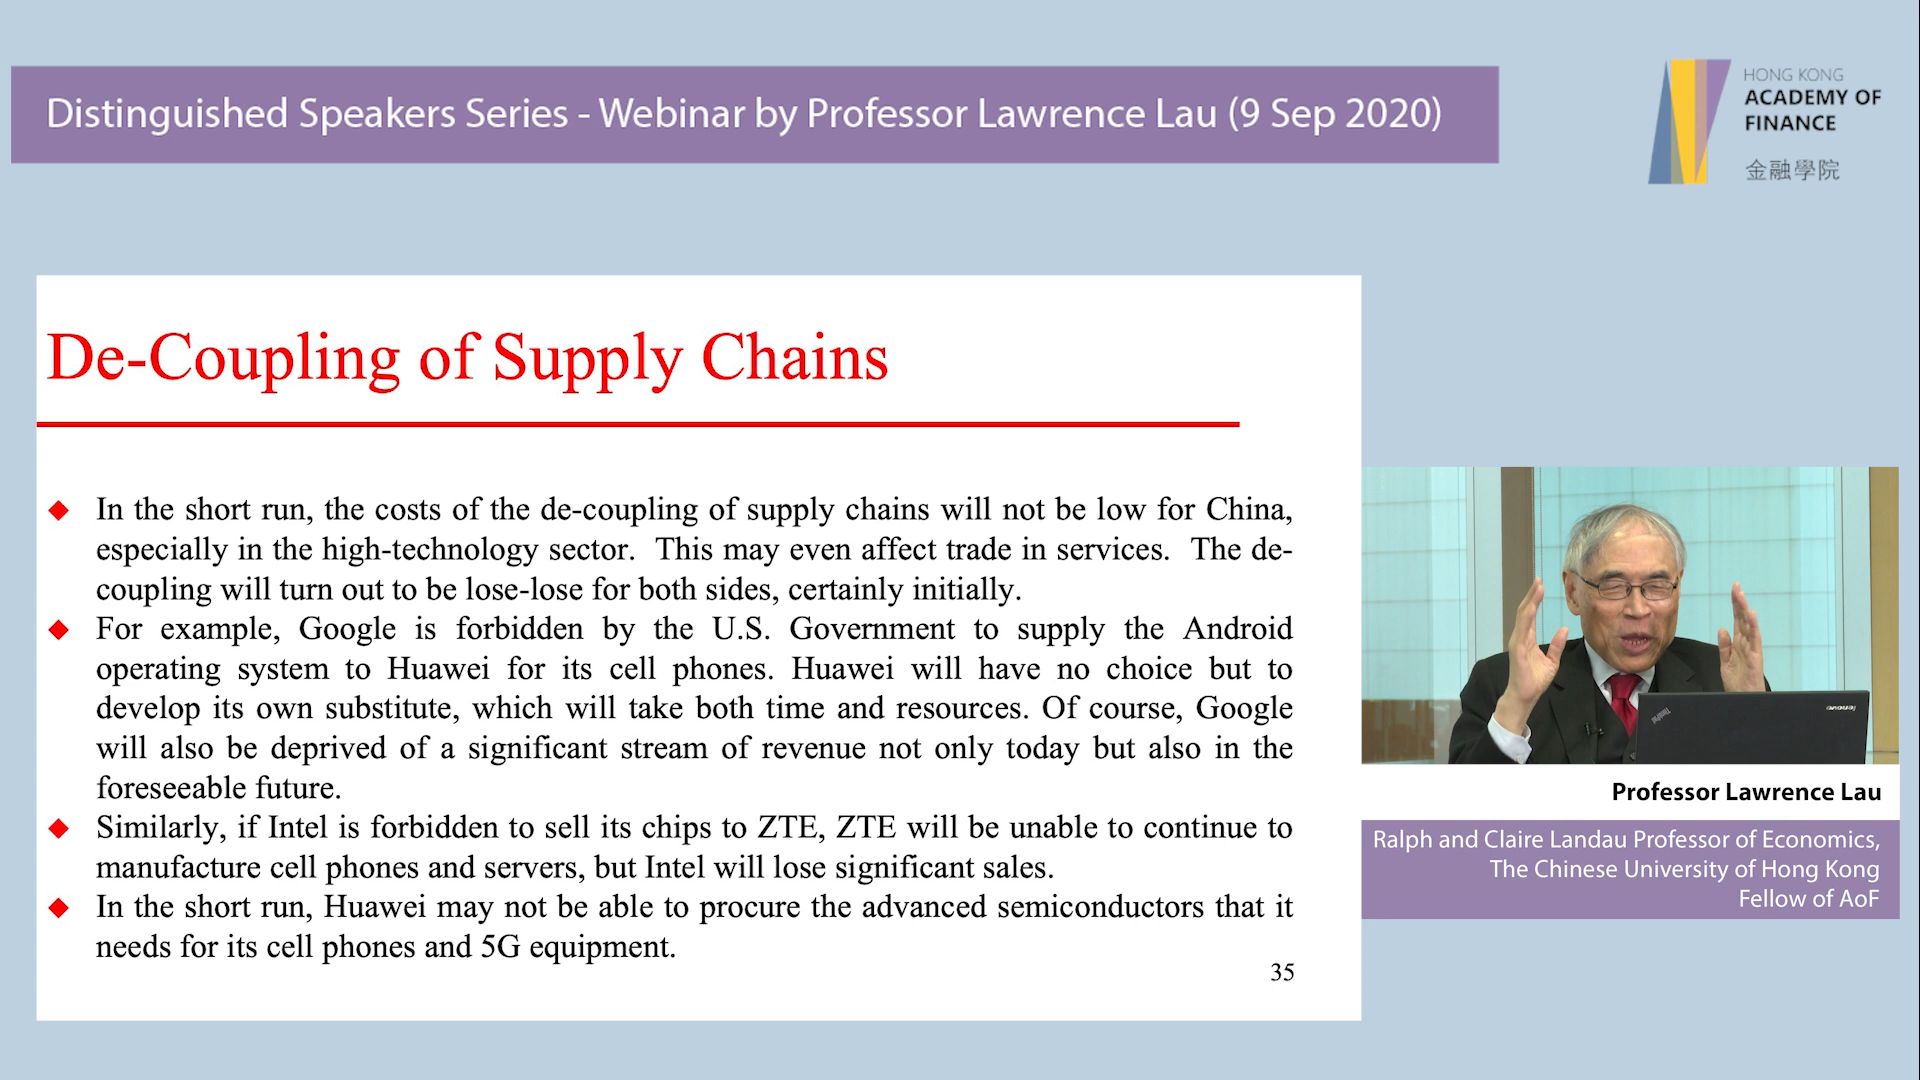 Distinguished Speakers Series - Webinar by Professor Lawrence Lau (9 Sep 2020)
HONG KONG
ACADEMY OF
FINANCE
金融學院
De-Coupling of Supply Chains
In the short run, the costs of the de-coupling of supply chains will not be low for China,
especially in the high-technology sector.  This may even affect trade in services.  The de-
coupling will turn out to be lose-lose for both sides, certainly initially.
For example, Google is forbidden by the U.S. Government to supply the Android
operating system to Huawei for its cell phones. Huawei will have no choice but to
develop its own substitute, which will take both time and resources. Of course, Google
will also be deprived of a significant stream of revenue not only today but also in the
foreseeable future.
Similarly, if Intel is forbidden to sell its chips to ZTE, ZTE will be unable to continue to
manufacture cell phones and servers, but Intel will lose significant sales.
In the short run, Huawei may not be able to procure the advanced semiconductors that it
needs for its cell phones and 5G equipment.
35
ThinkPad
lenovo
Professor Lawrence Lau
Ralph and Claire Landau Professor of Economics,
The Chinese University of Hong Kong
Fellow of AoF